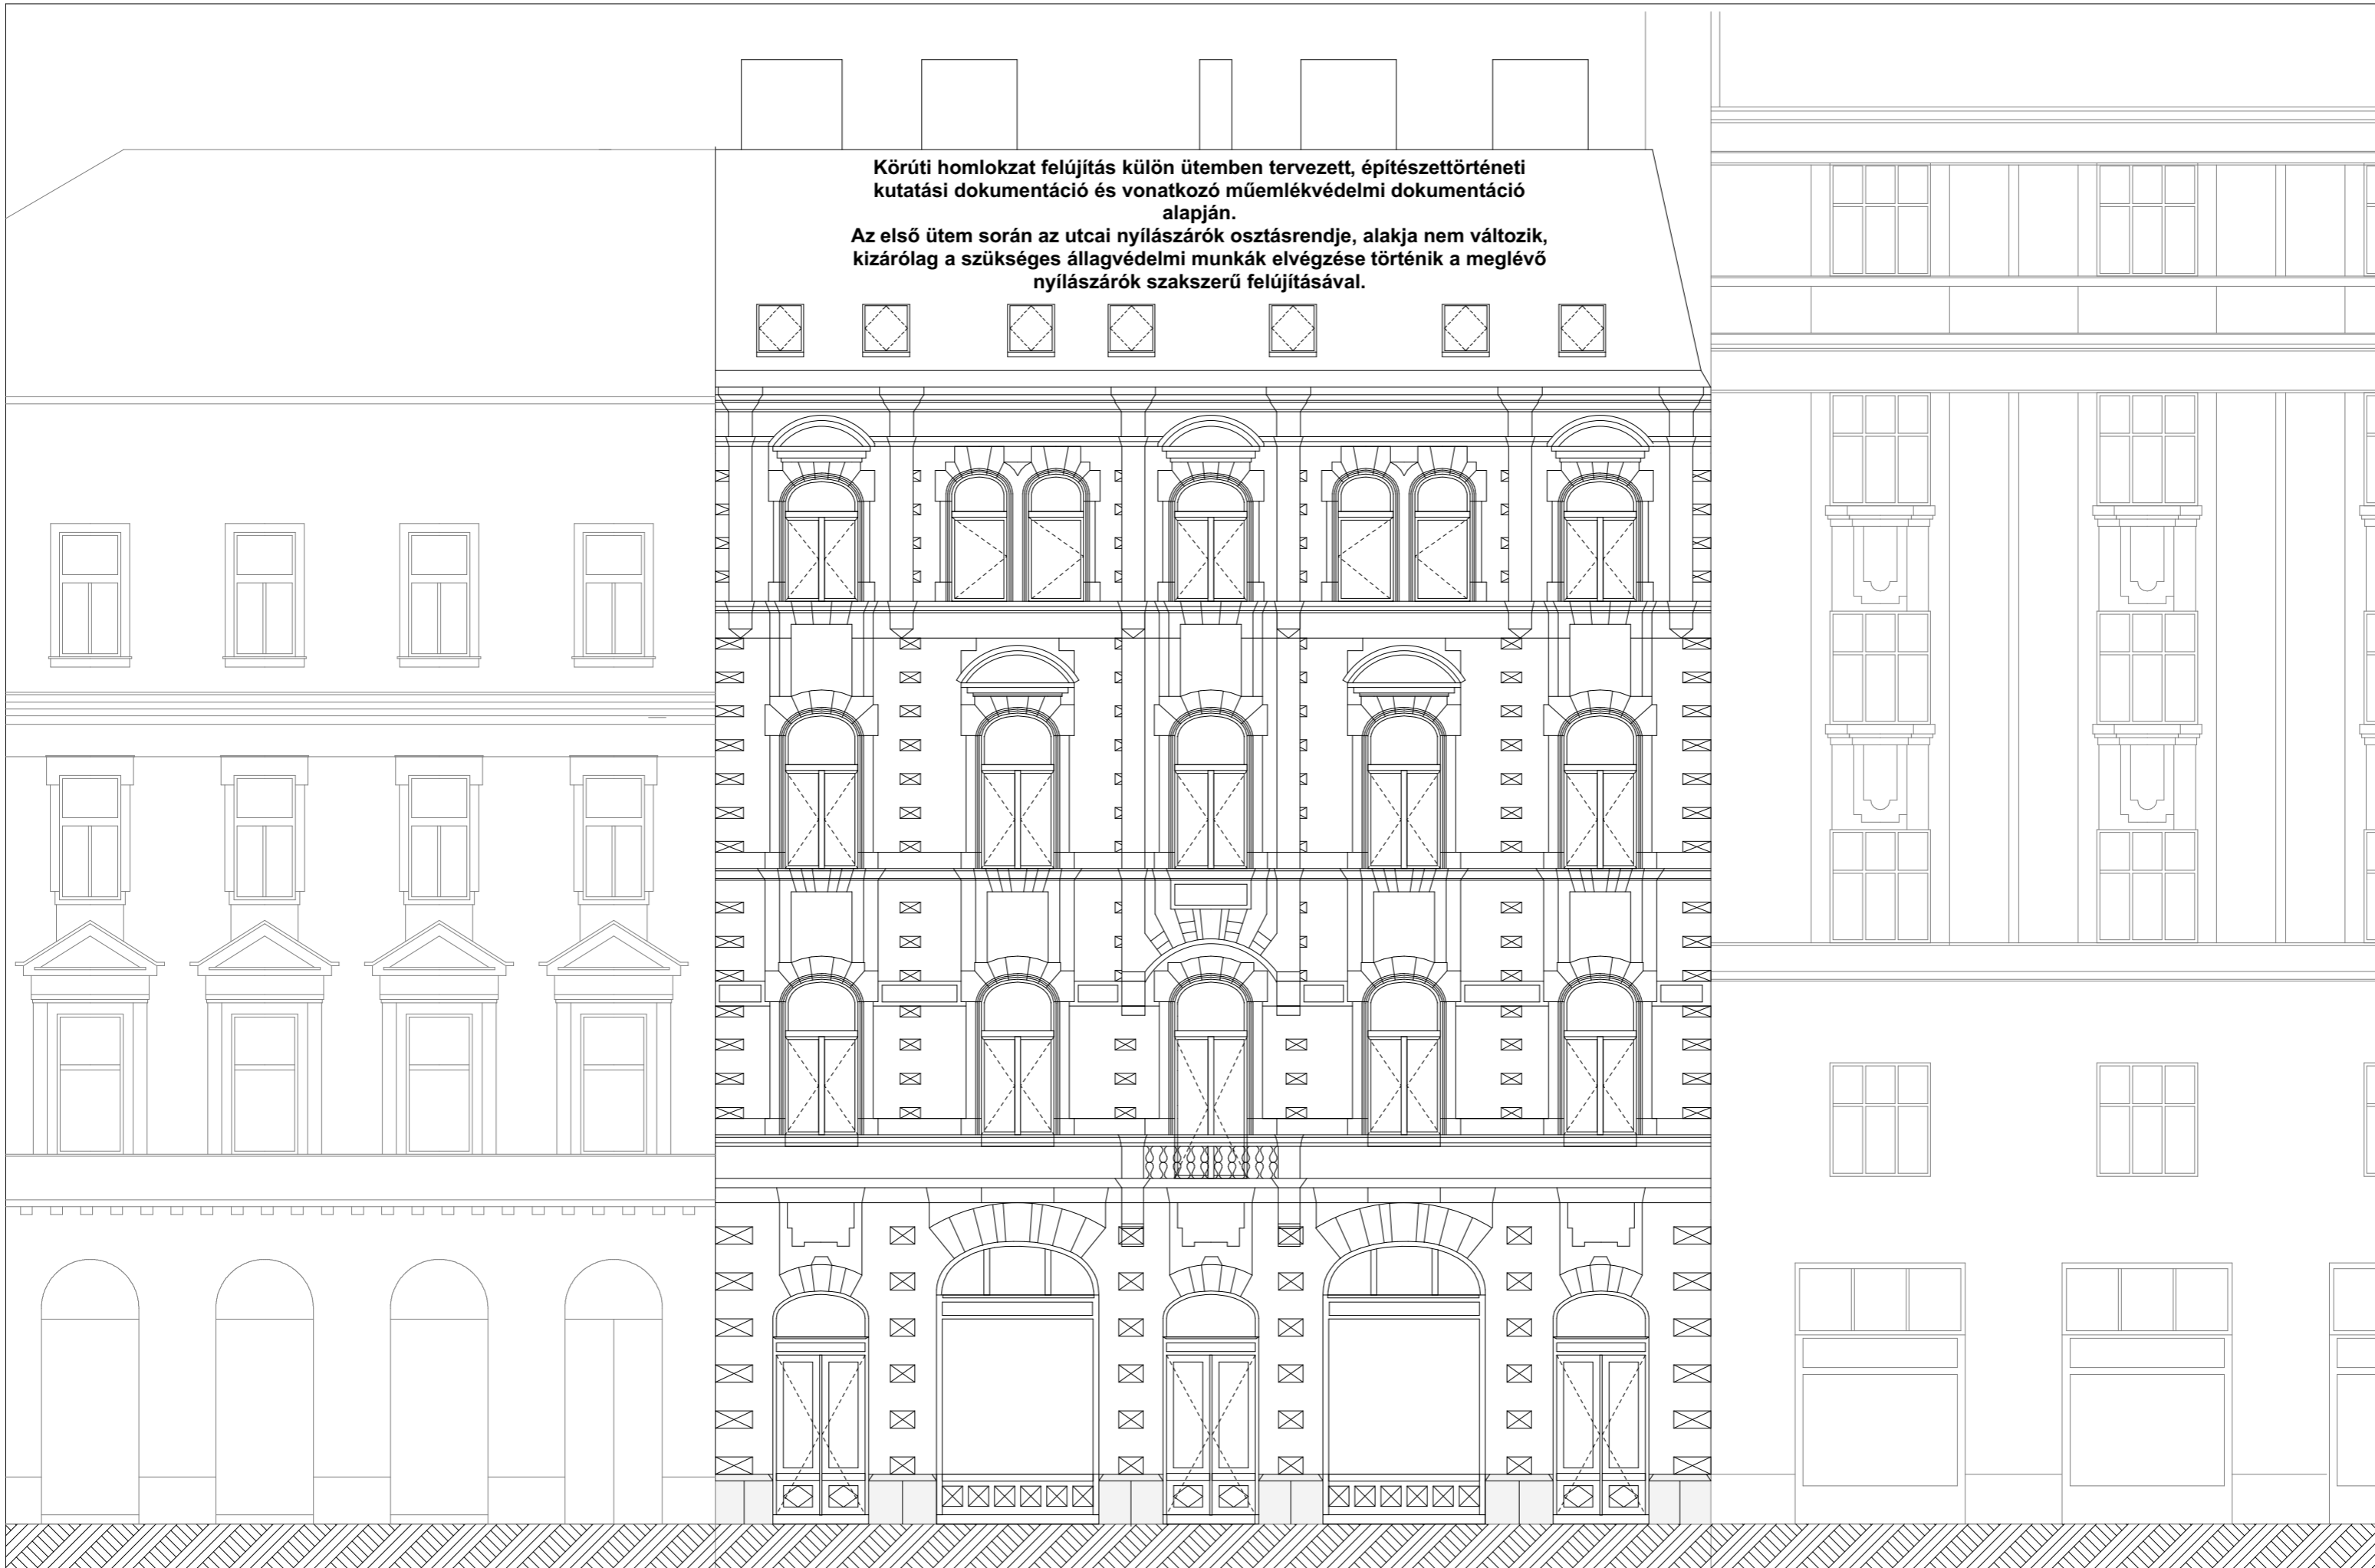 Körúti homlokzat felújítás külön ütemben tervezett, építészettörténeti
kutatási dokumentáció és vonatkozó műemlékvédelmi dokumentáció
alapján.
Az első ütem során az utcai nyílászárók osztásrendje, alakja nem változik,
kizárólag a szükséges állagvédelmi munkák elvégzése történik a meglévő
nyílászárók szakszerű felújításával.